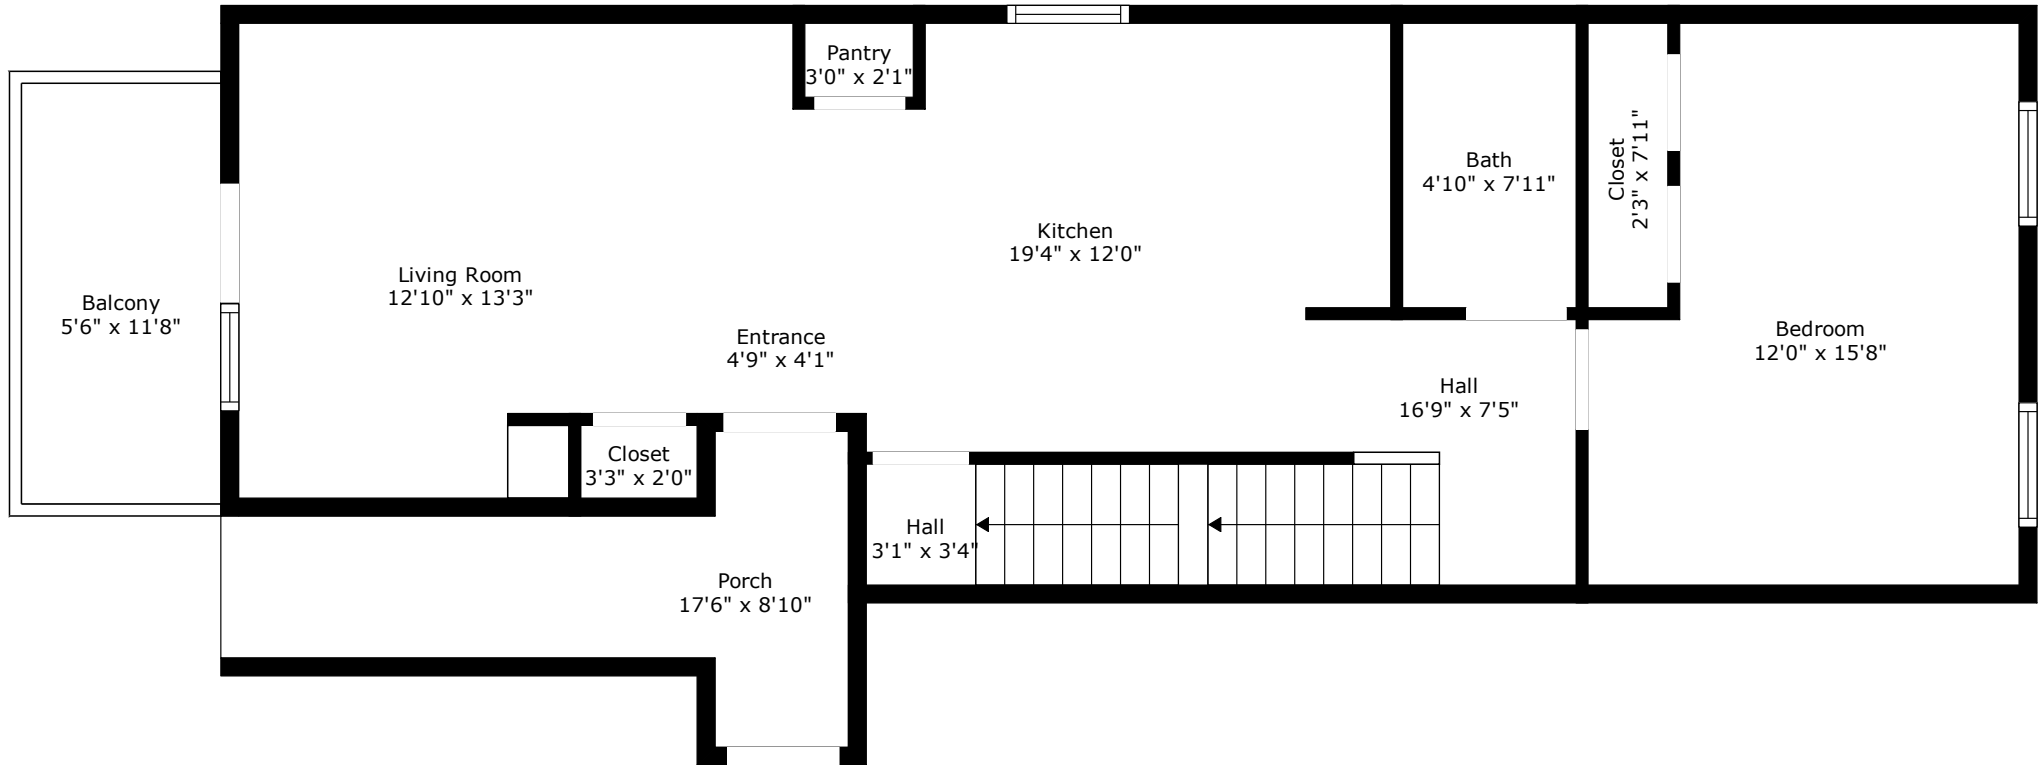 Pantry
3'0" x 2'1"
Bath
4'10" x 7'11"
Closet
2'3" x 7'11"
Kitchen
19'4" x 12'0"
Living Room
12'10" x 13'3"
Balcony
5'6" x 11'8"
Entrance
4'9" x 4'1"
Bedroom
12'0" x 15'8"
Hall
16'9" x 7'5"
Closet
3'3" x 2'0"
Hall
3'1" x 3'4"
Porch
17'6" x 8'10"